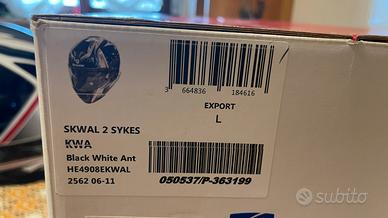 3 664836 184616
EXPORT
L
SKWAL 2 SYKES
KWA
Black White Ant
HE4908EKWAL
2562 06-11
050537/P-363199
subito